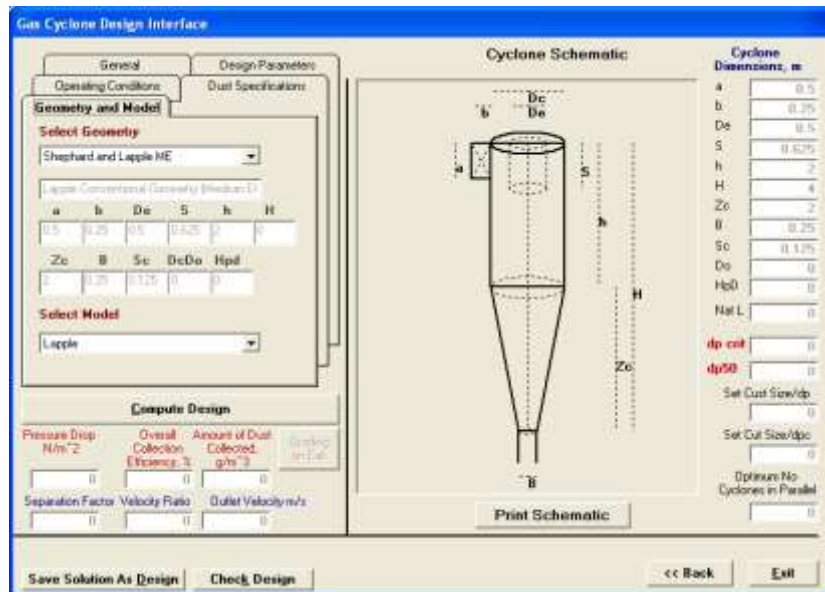 Gas Cyclone Design Interface
General
Design Parameters
Operating Conditions
Dust Specifications
Geometry and Model
Select Geometry
Shephard and Lapple ME
Lapple Conventional Geometry (Medium E
a b De S h H
0.5 0.25 0.5 0.625 2 0
Zc B Sc DcDo Hpd
2 0.25 0.125 0 0
Select Model
Lapple
Compute Design
Pressure Drop N/m^2
0
Overall Collection Efficiency, %
0
Amount of Dust Collected, g/m^3
0
Separation Factor
0
Velocity Ratio
0
Outlet Velocity m/s
0
Save Solution As Design
Check Design
Cyclone Schematic
Dc
b De
a
S
h
H
Zc
B
Print Schematic
Cyclone Dimensions, m
a 0.5
b 0.25
De 0.5
S 0.625
h 2
H 4
Zc 2
B 0.25
Sc 0.125
Do 0
HpD 0
Nat L 0
dp crit 0
dp50 0
Set Cust Size/dp
0
Set Cut Size/dpc
0
Optimum No Cyclones in Parallel
0
<< Back
Exit